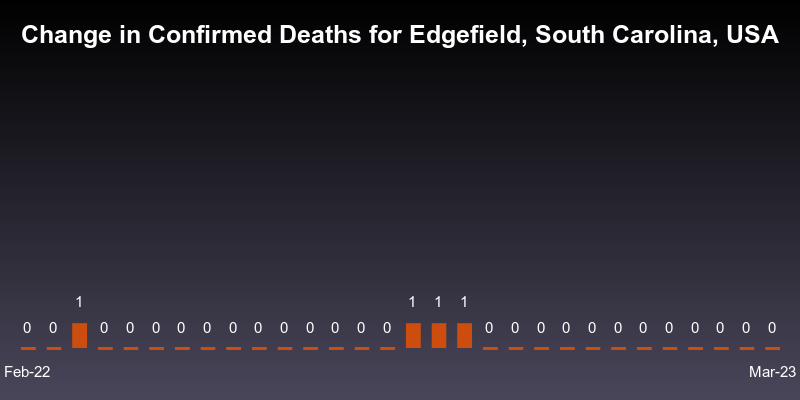 Change in Confirmed Deaths for Edgefield, South Carolina, USA
1 1 1 1
0 0 0 0 0 0 0 0 0 0 0 0 0 0 0 0 0 0 0 0 0 0 0 0 0 0
Feb-22 Mar-23